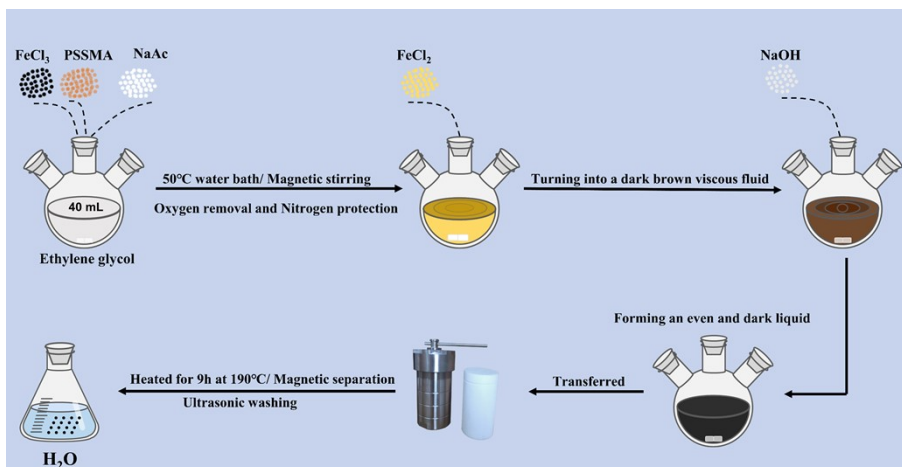 FeCl₃ PSSMA NaAc
FeCl₂
NaOH
50℃ water bath/ Magnetic stirring
Oxygen removal and Nitrogen protection
Turning into a dark brown viscous fluid
40 mL
Ethylene glycol
Forming an even and dark liquid
Heated for 9h at 190℃/ Magnetic separation
Ultrasonic washing
Transferred
H₂O